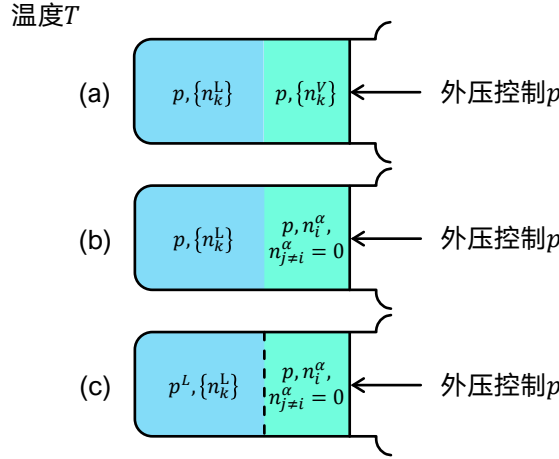 温度T
(a) p, {n_k^L} p, {n_k^V} 外压控制p
(b) p, {n_k^L} p, n_i^α, 外压控制p
n_{j≠i}^α = 0
(c) p^L, {n_k^L} p, n_i^α, 外压控制p
n_{j≠i}^α = 0